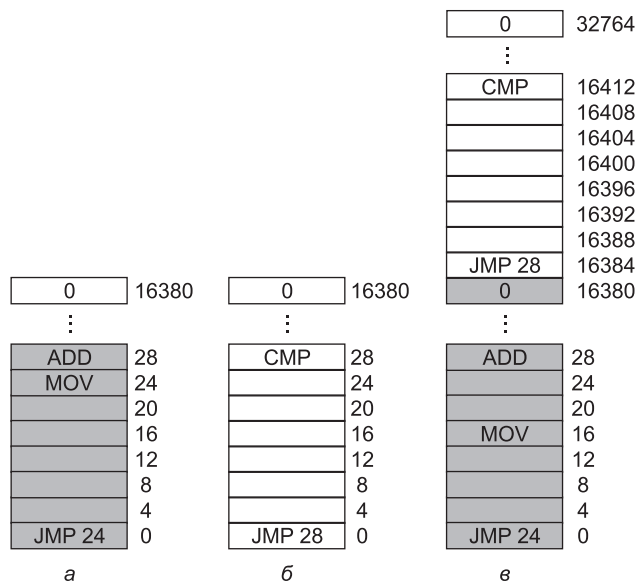 0 32764
⋮
CMP 16412
16408
16404
16400
16396
16392
16388
JMP 28 16384
0 16380
0 16380
0 16380
⋮
⋮
⋮
ADD 28
MOV 24
20
16
12
8
4
JMP 24 0
CMP 28
24
20
16
12
8
4
JMP 28 0
ADD 28
24
20
MOV 16
12
8
4
JMP 24 0
а
б
в